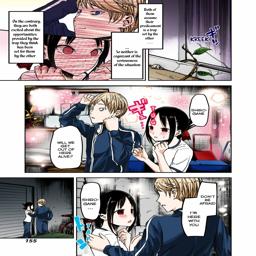 Both of them
assume their
predicament
is a trap
set by the
other
On the contrary,
they are both
excited about the
opportunities
provided by the
trap they think
has been
set for
them by
the other
So neither is
cognizant of the
seriousness of the
situation
KREEK
SHIRO-
GANE...
WILL WE
GET OUT
OF HERE
ALIVE?
DON'T
BE
AFRAID.
SHIRO-
GANE...
I'M
HERE
WITH
YOU.
155